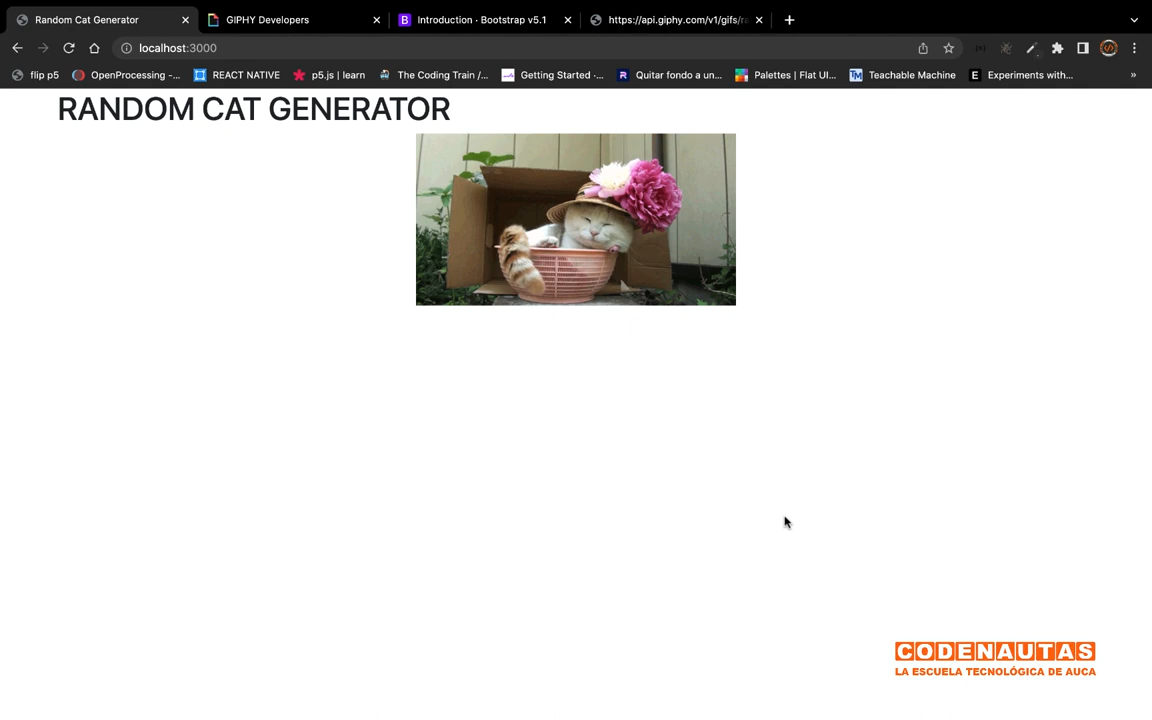 Random Cat Generator
GIPHY Developers
Introduction · Bootstrap v5.1
https://api.giphy.com/v1/gifs/ra
localhost:3000
flip p5
OpenProcessing -...
REACT NATIVE
p5.js | learn
The Coding Train /...
Getting Started -...
Quitar fondo a un...
Palettes | Flat UI...
Teachable Machine
Experiments with...
RANDOM CAT GENERATOR
CODENAUTAS
LA ESCUELA TECNOLÓGICA DE AUCA